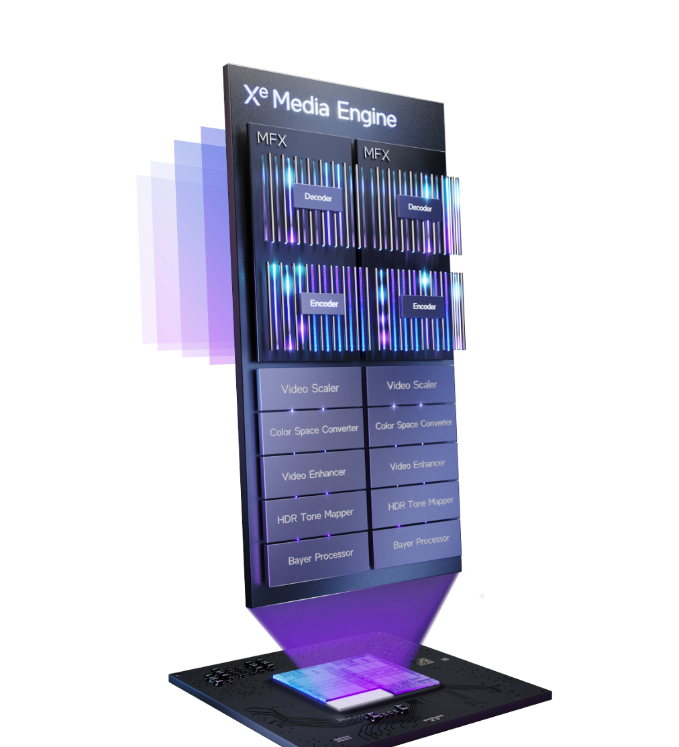 Xe Media Engine
MFX
Decoder
Encoder
Video Scaler
Color Space Converter
Video Enhancer
HDR Tone Mapper
Bayer Processor
MFX
Decoder
Encoder
Video Scaler
Color Space Converter
Video Enhancer
HDR Tone Mapper
Bayer Processor